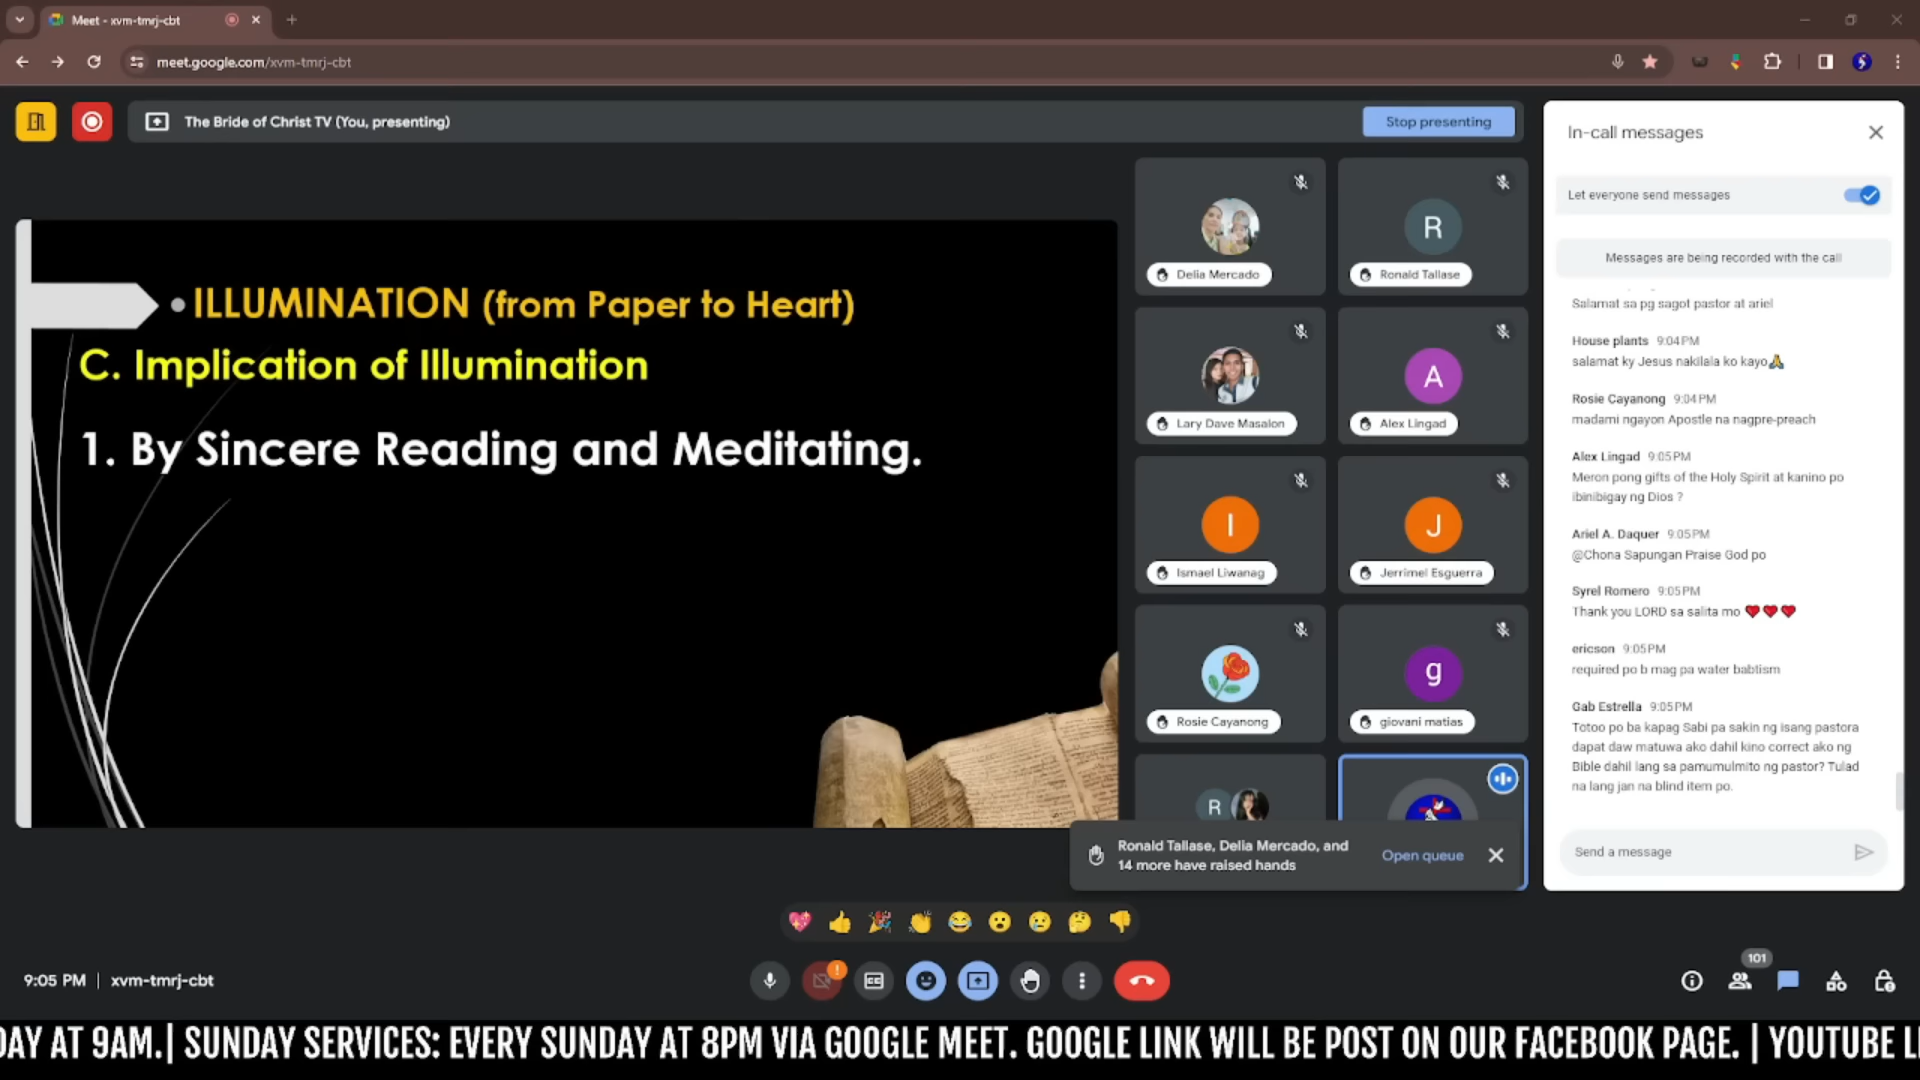 Meet - xvm-tmrj-cbt
meet.google.com/xvm-tmrj-cbt
The Bride of Christ TV (You, presenting)
Stop presenting
ILLUMINATION (from Paper to Heart)
C. Implication of Illumination
1. By Sincere Reading and Meditating.
Delia Mercado
R
Ronald Tallase
Lary Dave Masalon
A
Alex Lingad
I
Ismael Liwanag
J
Jerrimel Esguerra
Rosie Cayanong
g
giovani matias
R
Ronald Tallase, Delia Mercado, and
14 more have raised hands
Open queue
In-call messages
Let everyone send messages
Messages are being recorded with the call
Salamat sa pg sagot pastor at ariel
House plants 9:04 PM
salamat ky Jesus nakilala ko kayo🙏
Rosie Cayanong 9:04 PM
madami ngayon Apostle na nagpre-preach
Alex Lingad 9:05 PM
Meron pong gifts of the Holy Spirit at kanino po
ibinibigay ng Dios ?
Ariel A. Daquer 9:05 PM
@Chona Sapungan Praise God po
Syrel Romero 9:05 PM
Thank you LORD sa salita mo ❤️❤️❤️
ericson 9:05 PM
required po b mag pa water babtism
Gab Estrella 9:05 PM
Totoo po ba kapag Sabi pa sakin ng isang pastora
dapat daw matuwa ako dahil kino correct ako ng
Bible dahil lang sa pamumulmito ng pastor? Tulad
na lang jan na blind item po.
Send a message
9:05 PM | xvm-tmrj-cbt
101
DAY AT 9AM.| SUNDAY SERVICES: EVERY SUNDAY AT 8PM VIA GOOGLE MEET. GOOGLE LINK WILL BE POST ON OUR FACEBOOK PAGE. | YOUTUBE LI